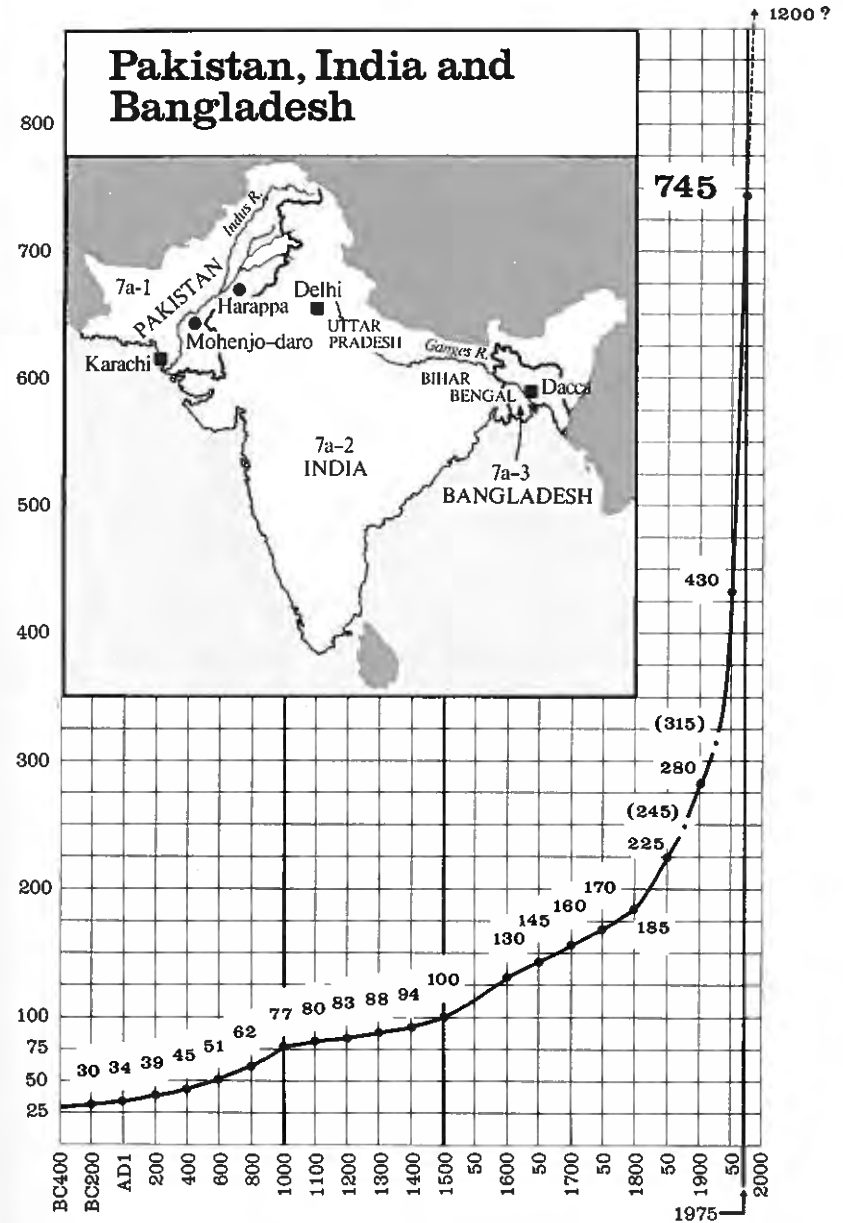 1200 ?
Pakistan, India and
Bangladesh
800
745
700
Indus R.
7a-1
PAKISTAN
Harappa
Delhi
Mohenjo-daro
UTTAR
PRADESH
Karachi
Ganges R.
600
BIHAR
BENGAL
Dacca
7a-2
INDIA
7a-3
BANGLADESH
500
430
400
(315)
300
280
(245)
225
200
170
160
145
130
185
100
94
88
83
80
77
62
51
45
39
34
30
100
75
50
25
BC400
BC200
AD1
200
400
600
800
1000
1100
1200
1300
1400
1500
50
1600
50
1700
50
1800
50
1900
50
2000
1975